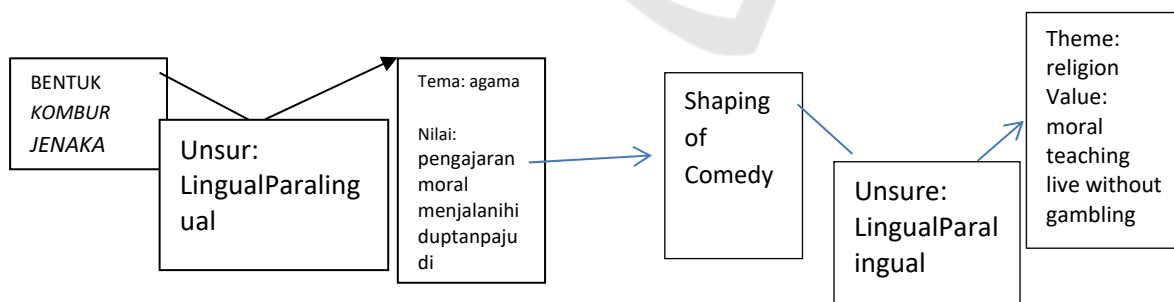 BENTUK
KOMBUR
JENAKA
Unsur:
LingualParaling
ual
Tema: agama
Nilai:
pengajaran
moral
menjalanihi
duptanpaju
di
Shaping
of
Comedy
Unsure:
LingualParal
ingual
Theme:
religion
Value:
moral
teaching
live without
gambling